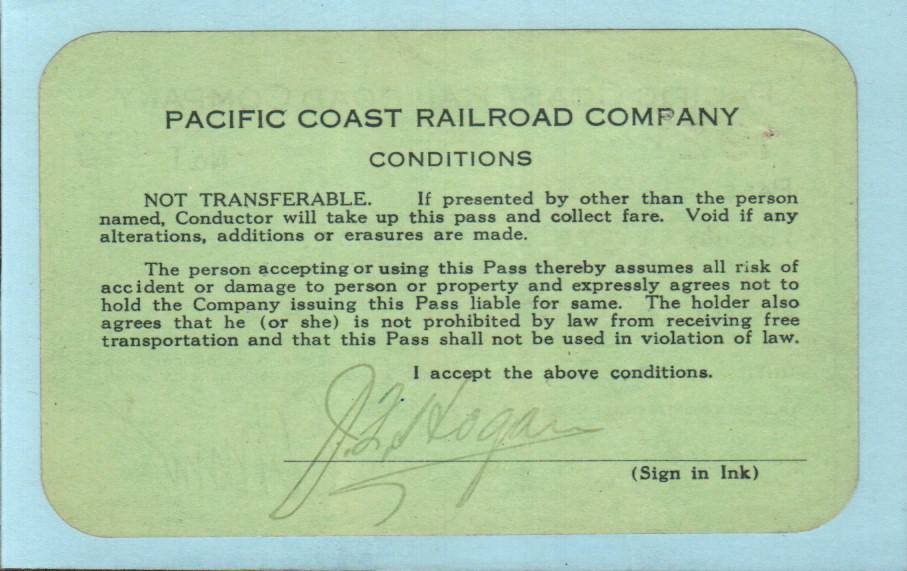 PACIFIC COAST RAILROAD COMPANY
CONDITIONS
NOT TRANSFERABLE. If presented by other than the person
named, Conductor will take up this pass and collect fare. Void if any
alterations, additions or erasures are made.
The person accepting or using this Pass thereby assumes all risk of
accident or damage to person or property and expressly agrees not to
hold the Company issuing this Pass liable for same. The holder also
agrees that he (or she) is not prohibited by law from receiving free
transportation and that this Pass shall not be used in violation of law.
I accept the above conditions.
Hogan
(Sign in Ink)